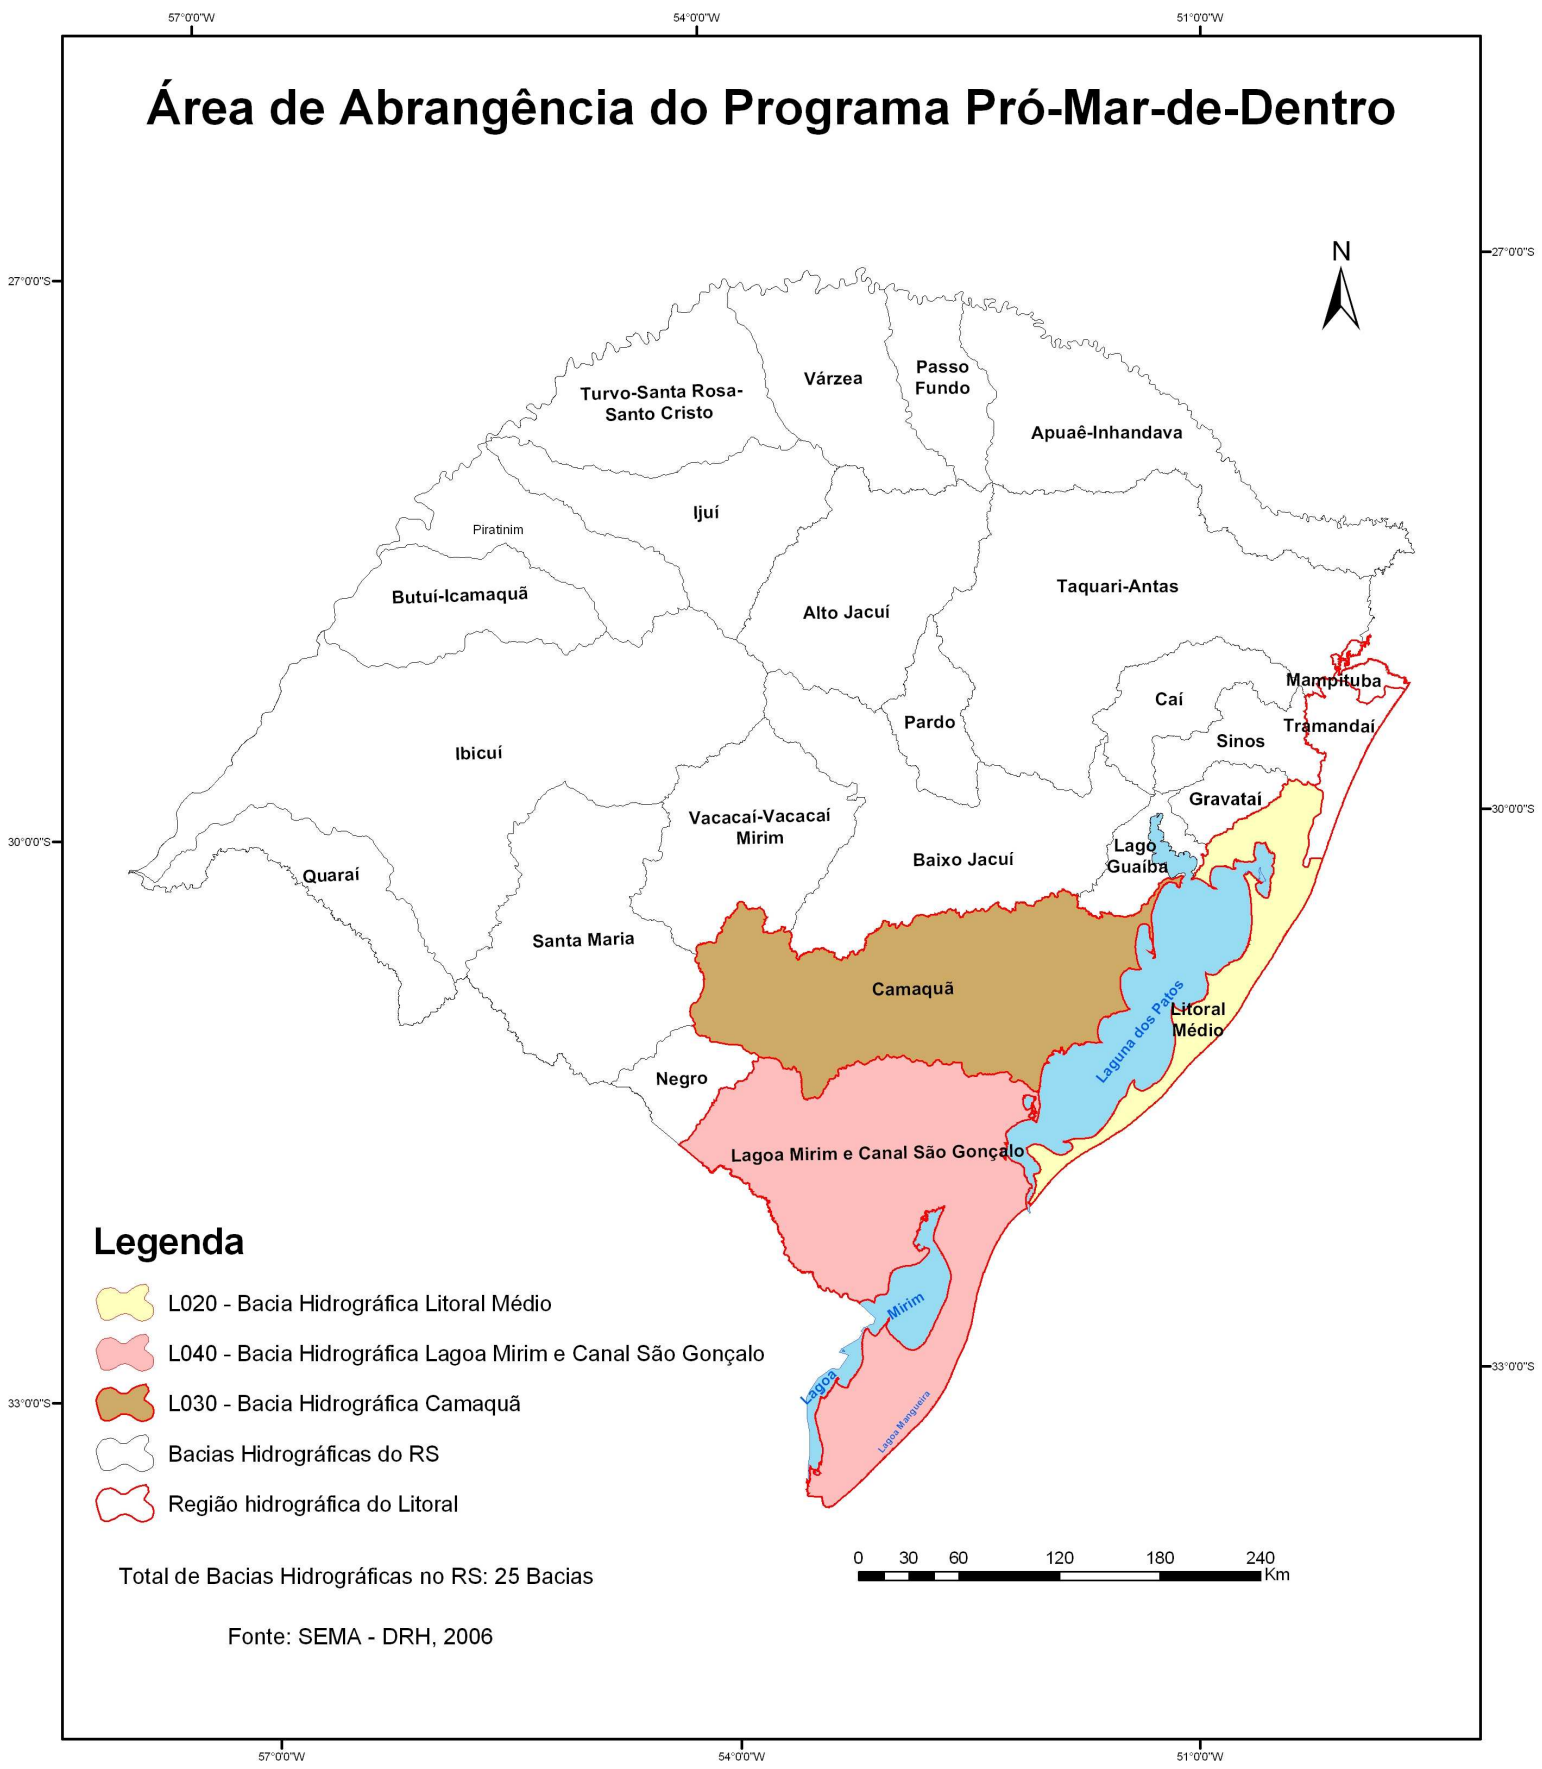 57°0'0"W
54°0'0"W
51°0'0"W
Área de Abrangência do Programa Pró-Mar-de-Dentro
N
27°0'0"S
27°0'0"S
Passo
Fundo
Várzea
Turvo-Santa Rosa-
Santo Cristo
Apuaê-Inhandava
Ijuí
Piratinim
Butuí-Icamaquã
Taquari-Antas
Alto Jacuí
Mampituba
Caí
Tramandaí
Pardo
Sinos
Ibicuí
Gravataí
30°0'0"S
Vacacaí-Vacacaí
Mirim
30°0'0"S
Lago
Guaíba
Baixo Jacuí
Quaraí
Santa Maria
Camaquã
Laguna dos Patos
Litoral
Médio
Negro
Lagoa Mirim e Canal São Gonçalo
Legenda
L020 - Bacia Hidrográfica Litoral Médio
Mirim
L040 - Bacia Hidrográfica Lagoa Mirim e Canal São Gonçalo
33°0'0"S
Lagoa
33°0'0"S
L030 - Bacia Hidrográfica Camaquã
Lagoa Mangueira
Bacias Hidrográficas do RS
Região hidrográfica do Litoral
0 30 60 120 180 240
Km
Total de Bacias Hidrográficas no RS: 25 Bacias
Fonte: SEMA - DRH, 2006
57°0'0"W
54°0'0"W
51°0'0"W